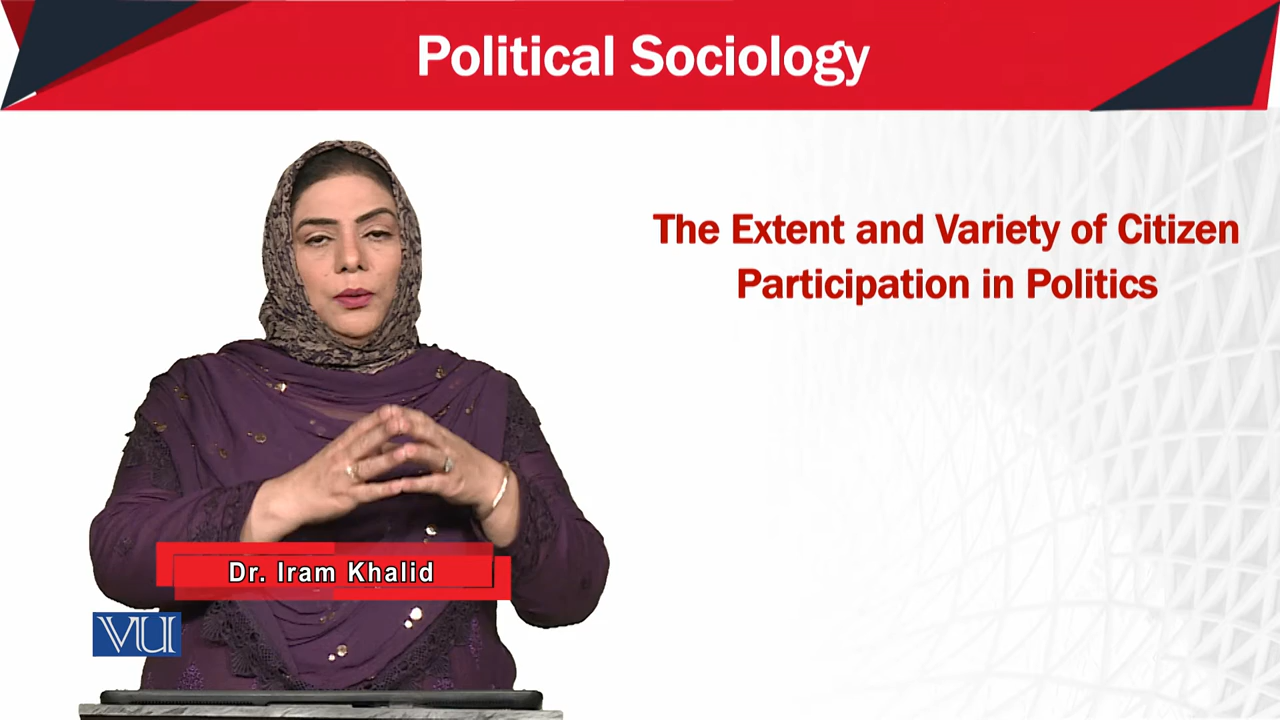 Political Sociology
The Extent and Variety of Citizen
Participation in Politics
Dr. Iram Khalid
VU